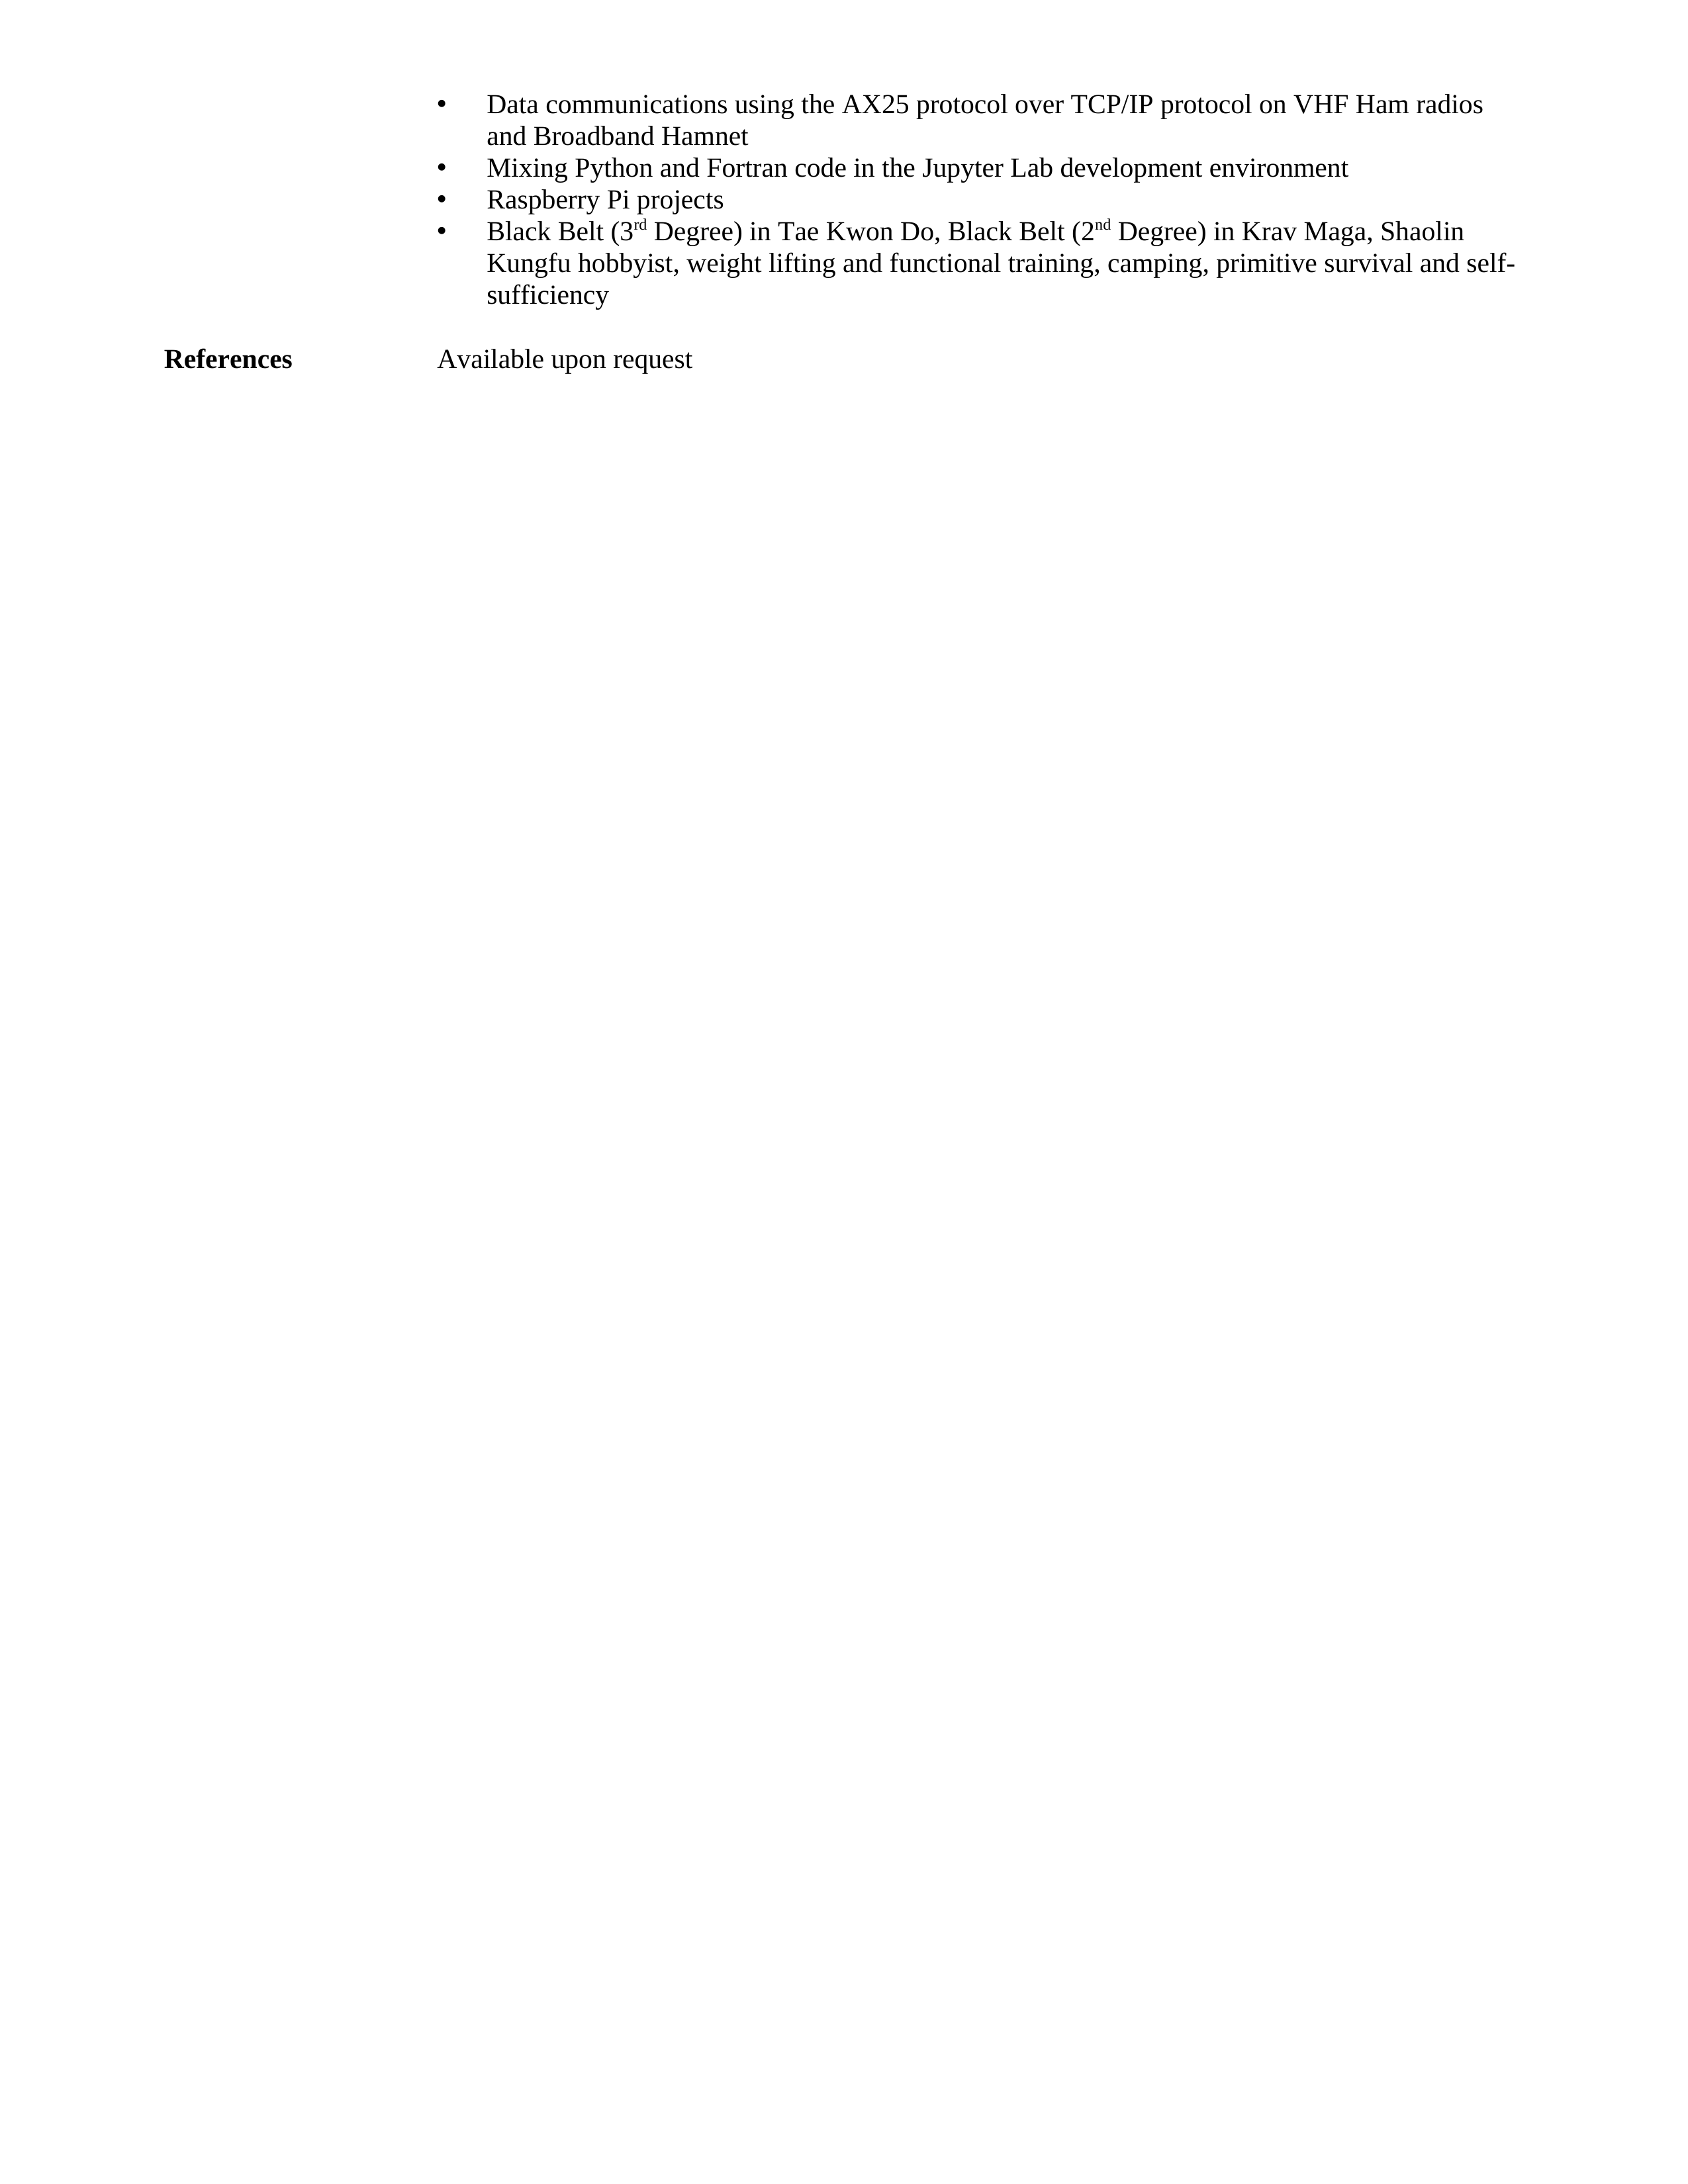 • Data communications using the AX25 protocol over TCP/IP protocol on VHF Ham radios
and Broadband Hamnet
• Mixing Python and Fortran code in the Jupyter Lab development environment
• Raspberry Pi projects
• Black Belt (3rd Degree) in Tae Kwon Do, Black Belt (2nd Degree) in Krav Maga, Shaolin
Kungfu hobbyist, weight lifting and functional training, camping, primitive survival and self-
sufficiency
References Available upon request